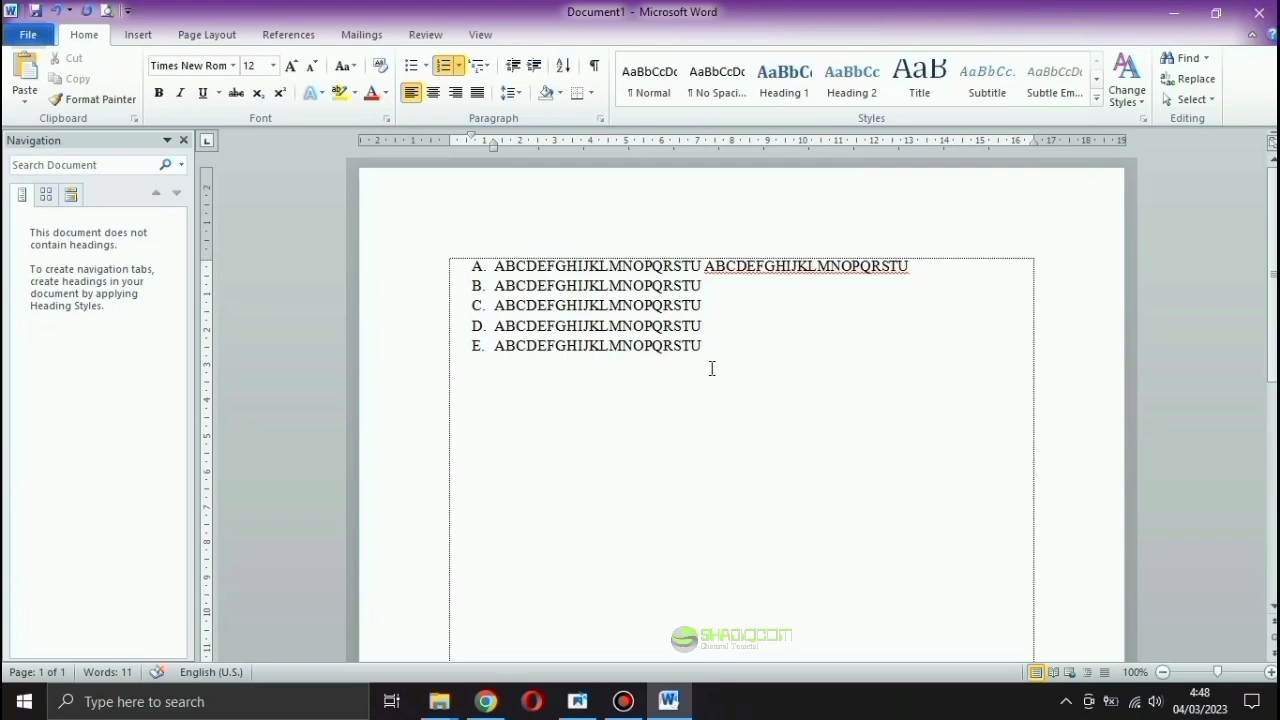 Document1 - Microsoft Word
File Home Insert Page Layout References Mailings Review View
Paste
Cut
Copy
Format Painter
Clipboard
Times New Rom 12
Font
Paragraph
AaBbCcDc AaBbCcDc AaBbC AaBbCc AaB AaBbCc. AaBbCcDc
¶ Normal ¶ No Spaci... Heading 1 Heading 2 Title Subtitle Subtle Em...
Change
Styles
Styles
Find
Replace
Select
Editing
Navigation
Search Document
This document does not
contain headings.
To create navigation tabs,
create headings in your
document by applying
Heading Styles.
A. ABCDEFGHIJKLMNOPQRSTU ABCDEFGHIJKLMNOPQRSTU
B. ABCDEFGHIJKLMNOPQRSTU
C. ABCDEFGHIJKLMNOPQRSTU
D. ABCDEFGHIJKLMNOPQRSTU
E. ABCDEFGHIJKLMNOPQRSTU
SHADIQCOM
Channel Tutorial
Page: 1 of 1 Words: 11 English (U.S.) 100%
Type here to search
4:48
04/03/2023